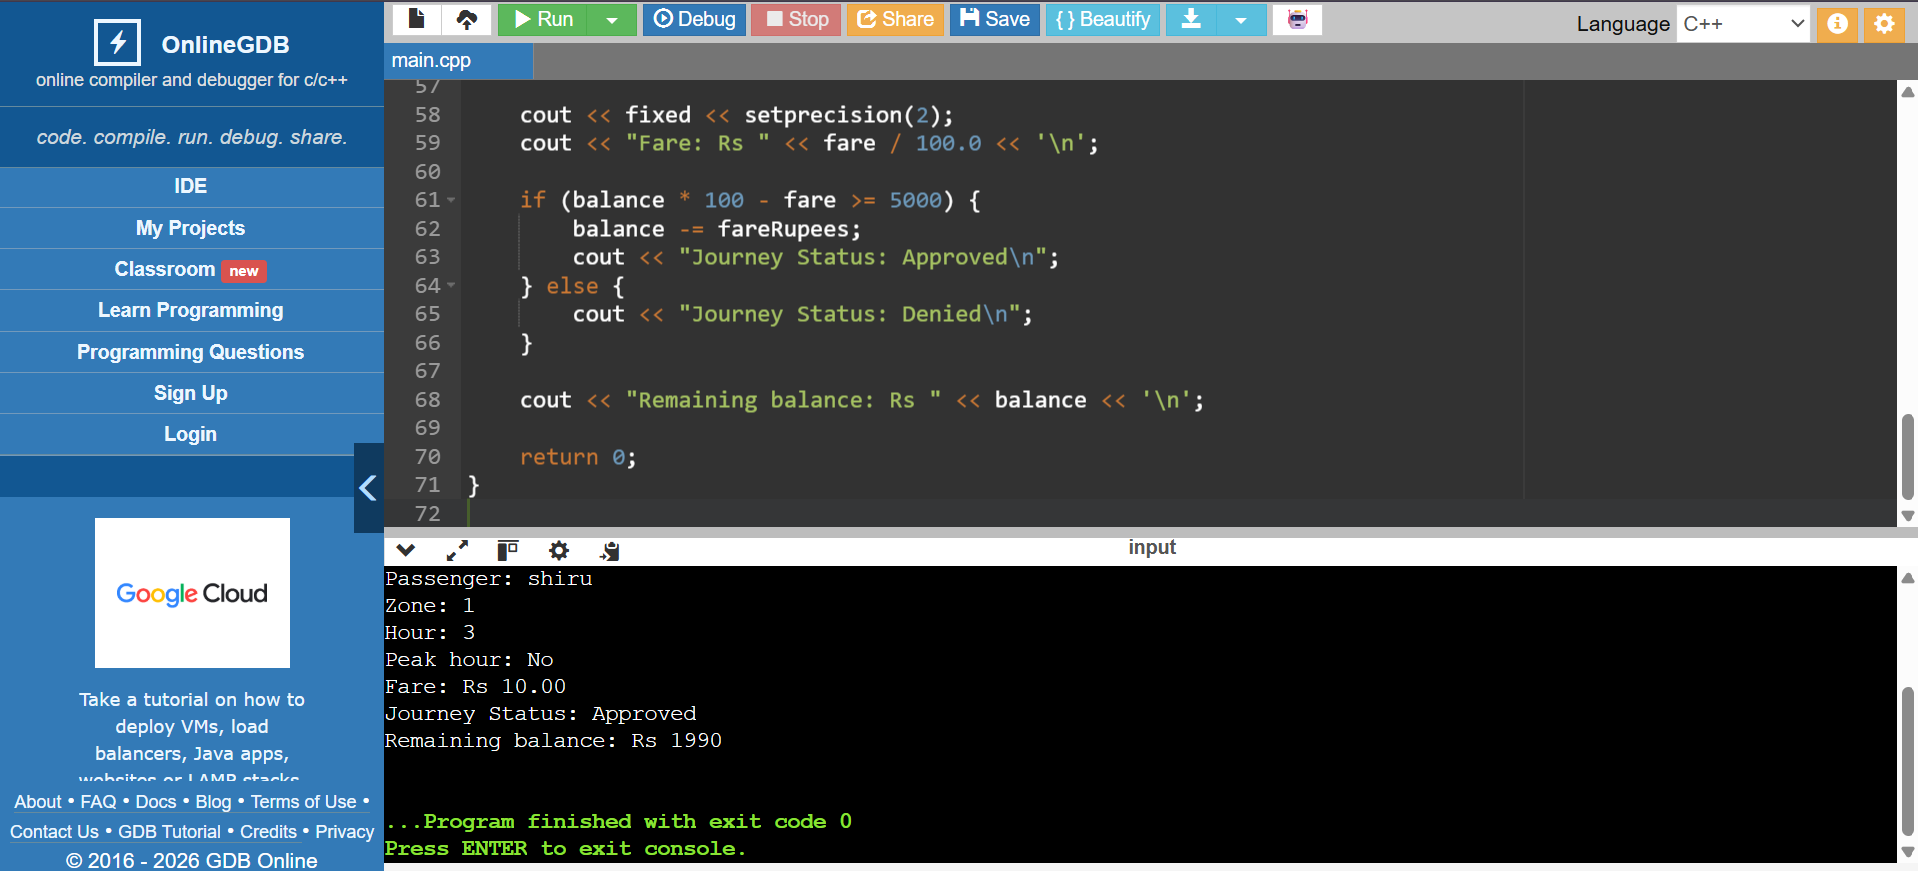 OnlineGDB
online compiler and debugger for c/c++
code. compile. run. debug. share.
IDE
My Projects
Classroom new
Learn Programming
Programming Questions
Sign Up
Login
Google Cloud
Take a tutorial on how to
deploy VMs, load
balancers, Java apps,
websites or LAMP stacks
About • FAQ • Docs • Blog • Terms of Use •
Contact Us • GDB Tutorial • Credits • Privacy
© 2016 - 2026 GDB Online
Run Debug Stop Share Save { } Beautify
Language C++
main.cpp
57
58     cout << fixed << setprecision(2);
59     cout << "Fare: Rs " << fare / 100.0 << '\n';
60
61     if (balance * 100 - fare >= 5000) {
62         balance -= fareRupees;
63         cout << "Journey Status: Approved\n";
64     } else {
65         cout << "Journey Status: Denied\n";
66     }
67
68     cout << "Remaining balance: Rs " << balance << '\n';
69
70     return 0;
71 }
72
input
Passenger: shiru
Zone: 1
Hour: 3
Peak hour: No
Fare: Rs 10.00
Journey Status: Approved
Remaining balance: Rs 1990
...Program finished with exit code 0
Press ENTER to exit console.